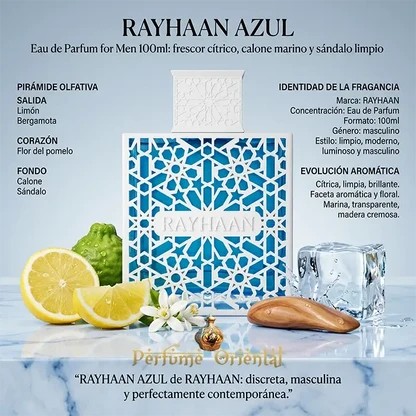 RAYHAAN AZUL
Eau de Parfum for Men 100ml: frescor cítrico, calone marino y sándalo limpio
PIRÁMIDE OLFATIVA
SALIDA
Limón
Bergamota
CORAZÓN
Flor del pomelo
FONDO
Calone
Sándalo
IDENTIDAD DE LA FRAGANCIA
Marca: RAYHAAN
Concentración: Eau de Parfum
Formato: 100ml
Género: masculino
Estilo: limpio, moderno,
luminoso y masculino
EVOLUCIÓN AROMÁTICA
Cítrica, limpia, brillante.
Faceta aromática y floral.
Marina, transparente,
madera cremosa.
RAYHAAN
Perfume Oriental
“RAYHAAN AZUL de RAYHAAN: discreta, masculina
y perfectamente contemporánea.”